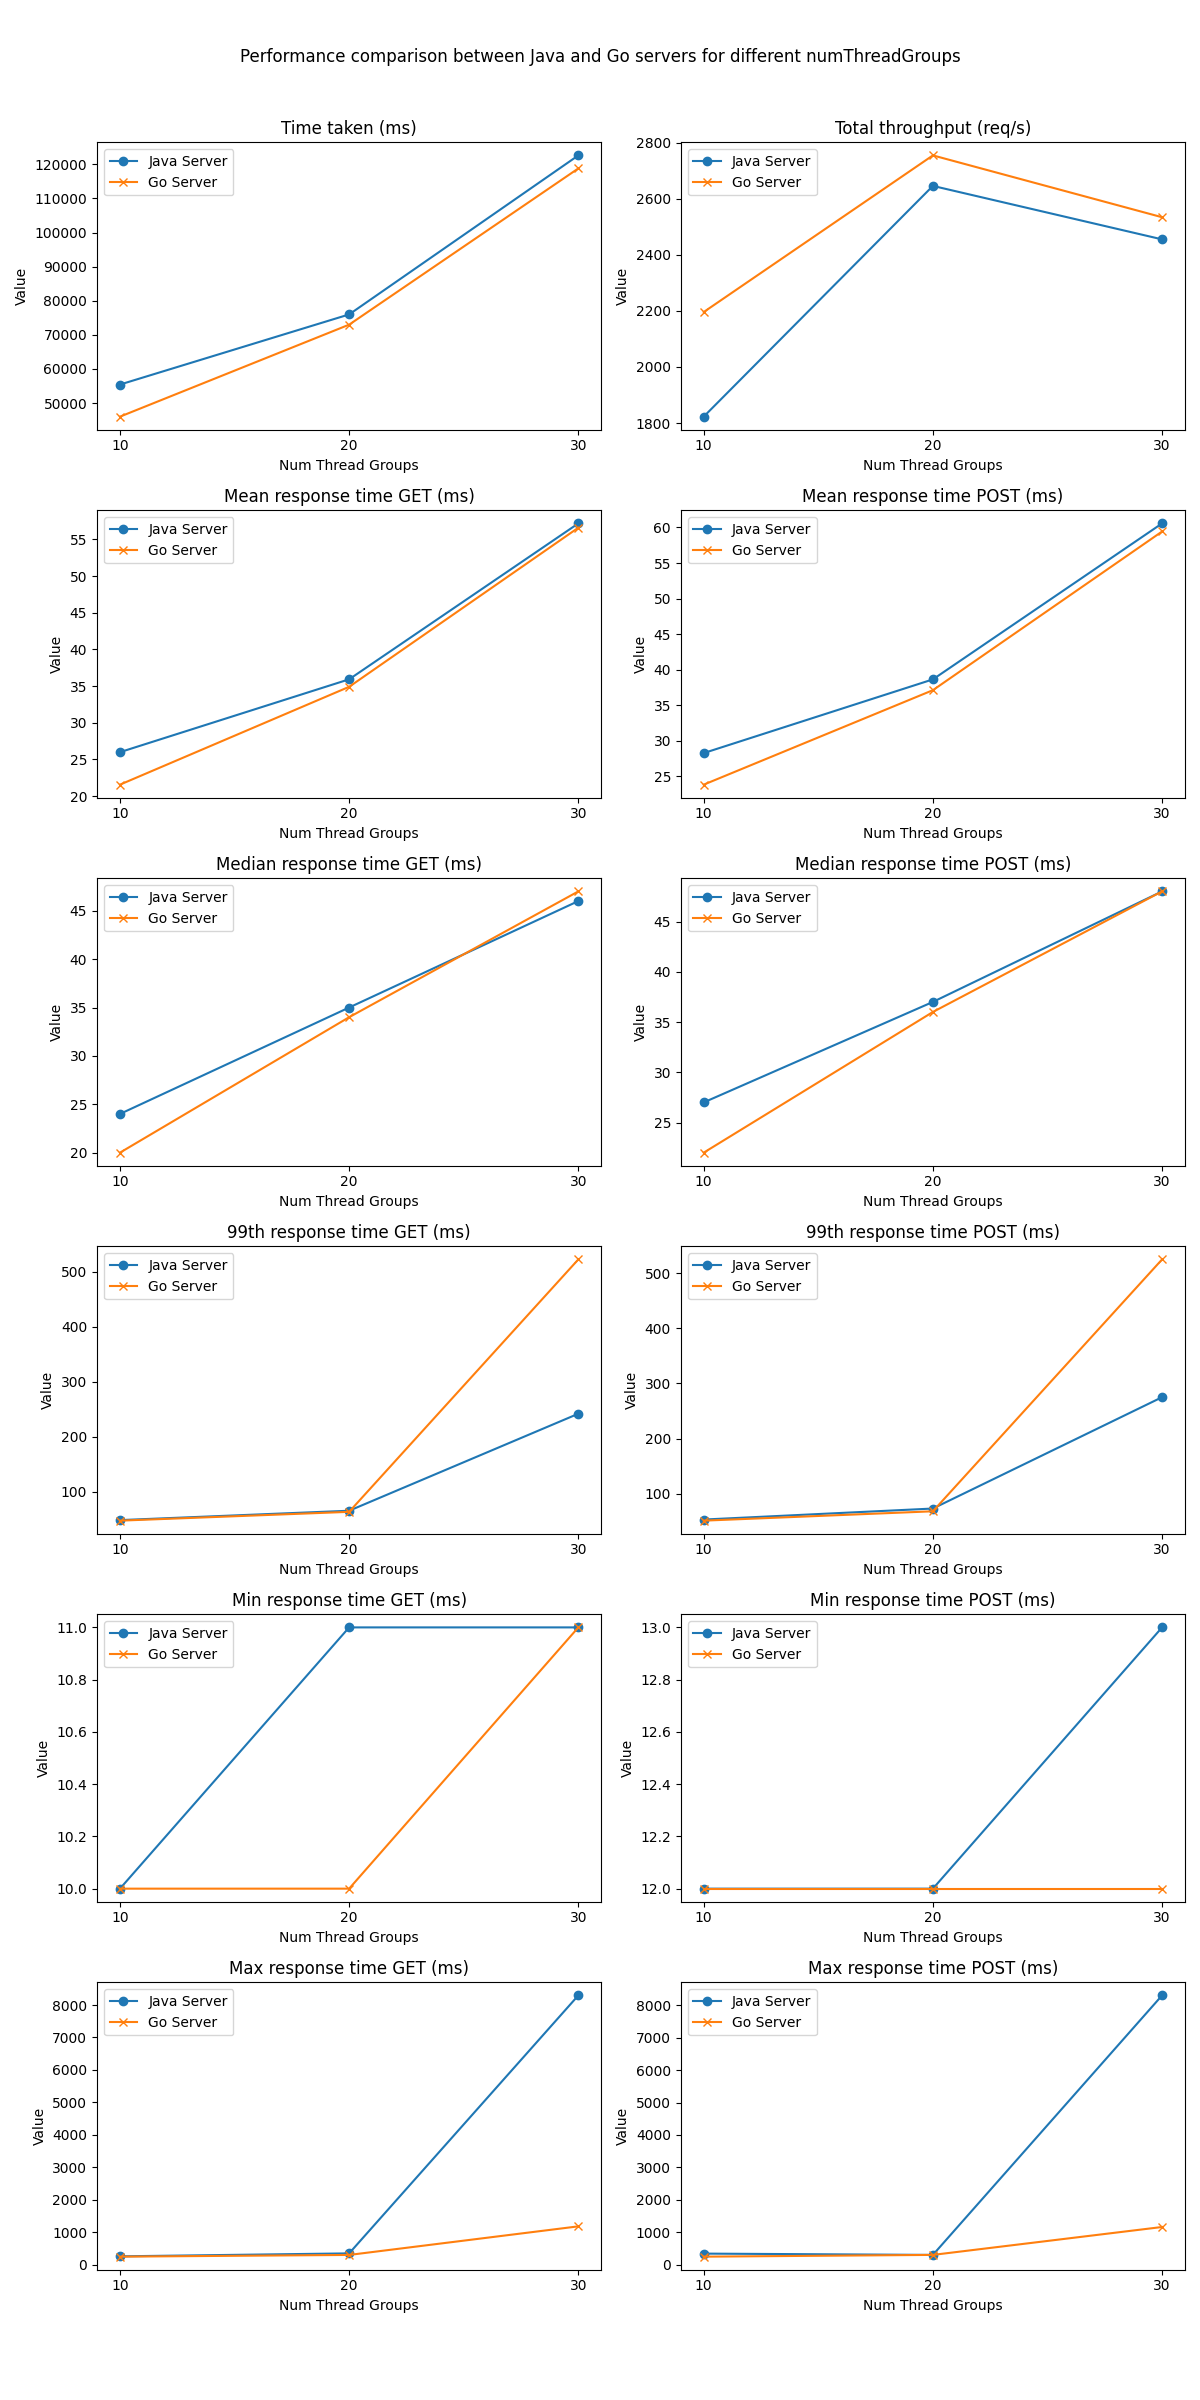 Performance comparison between Java and Go servers for different numThreadGroups
Time taken (ms)
Java Server
Go Server
120000
110000
100000
90000
80000
70000
60000
50000
Value
10 20 30
Num Thread Groups
Total throughput (req/s)
Java Server
Go Server
2800
2600
2400
2200
2000
1800
Value
10 20 30
Num Thread Groups
Mean response time GET (ms)
Java Server
Go Server
55
50
45
40
35
30
25
20
Value
10 20 30
Num Thread Groups
Mean response time POST (ms)
Java Server
Go Server
60
55
50
45
40
35
30
25
Value
10 20 30
Num Thread Groups
Median response time GET (ms)
Java Server
Go Server
45
40
35
30
25
20
Value
10 20 30
Num Thread Groups
Median response time POST (ms)
Java Server
Go Server
45
40
35
30
25
Value
10 20 30
Num Thread Groups
99th response time GET (ms)
Java Server
Go Server
500
400
300
200
100
Value
10 20 30
Num Thread Groups
99th response time POST (ms)
Java Server
Go Server
500
400
300
200
100
Value
10 20 30
Num Thread Groups
Min response time GET (ms)
Java Server
Go Server
11.0
10.8
10.6
10.4
10.2
10.0
Value
10 20 30
Num Thread Groups
Min response time POST (ms)
Java Server
Go Server
13.0
12.8
12.6
12.4
12.2
12.0
Value
10 20 30
Num Thread Groups
Max response time GET (ms)
Java Server
Go Server
8000
7000
6000
5000
4000
3000
2000
1000
0
Value
10 20 30
Num Thread Groups
Max response time POST (ms)
Java Server
Go Server
8000
7000
6000
5000
4000
3000
2000
1000
0
Value
10 20 30
Num Thread Groups